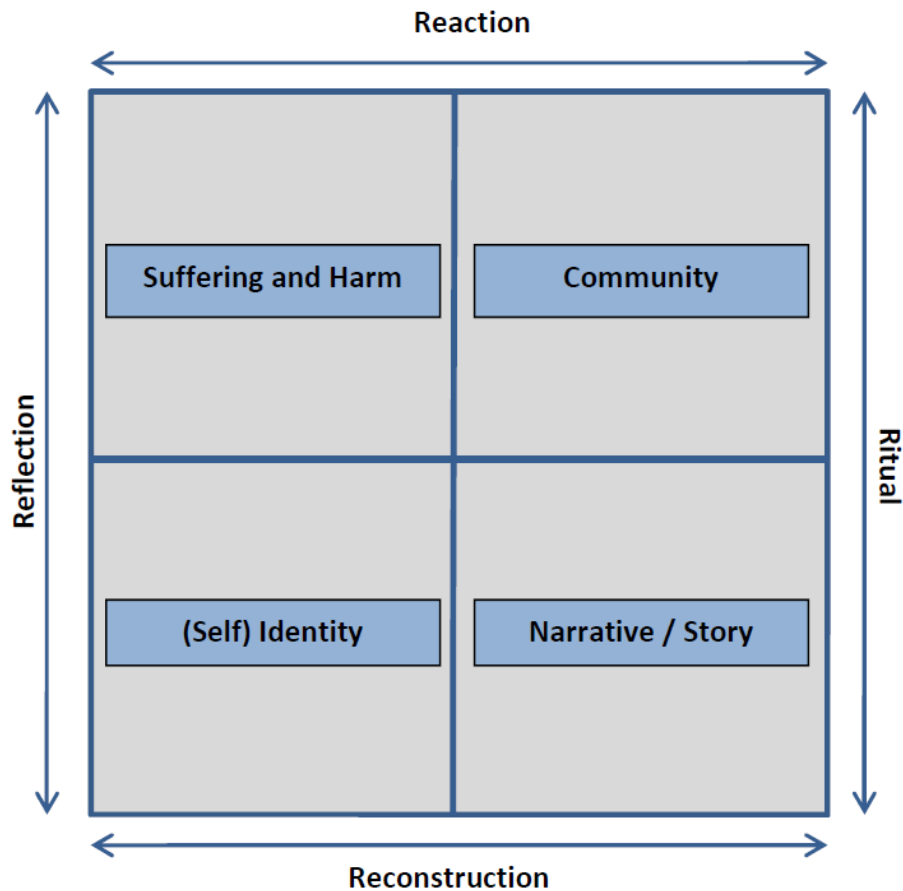 Reaction
Suffering and Harm
Community
Reflection
Ritual
(Self) Identity
Narrative / Story
Reconstruction